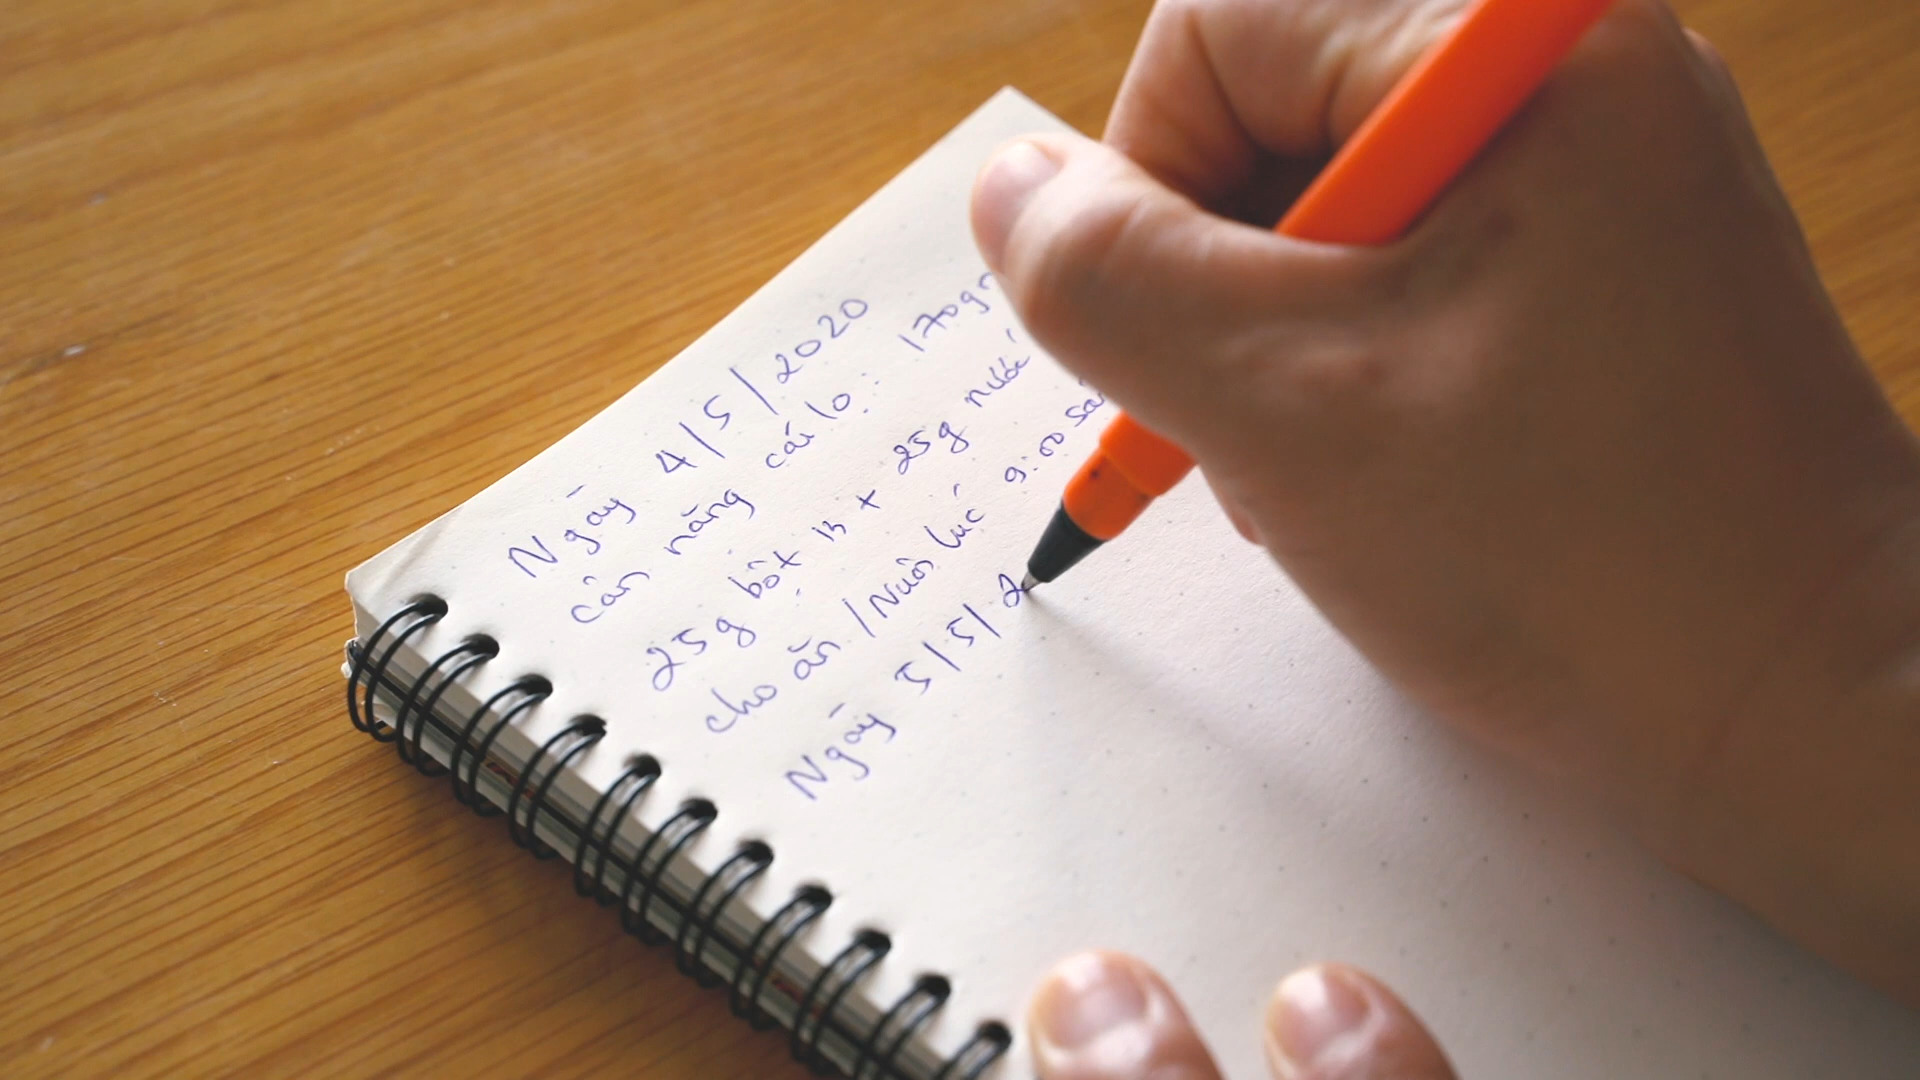 Ngày 4/5/2020
cân nặng cái lọ: 170g
25g bột 13 + 25g nước
cho ăn / Nuôi lúc 9:00
Ngày 5/5/2